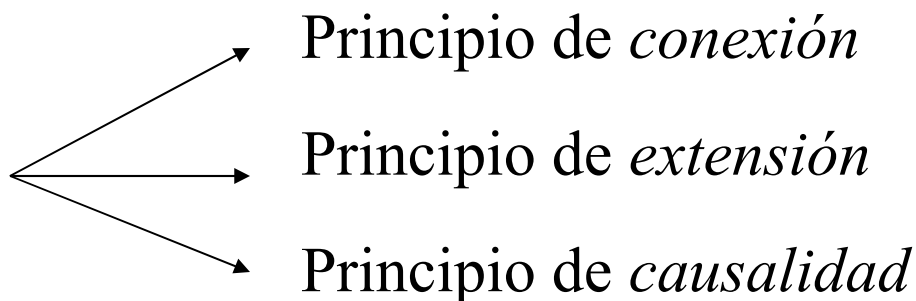 Principio de conexión
Principio de extensión
Principio de causalidad